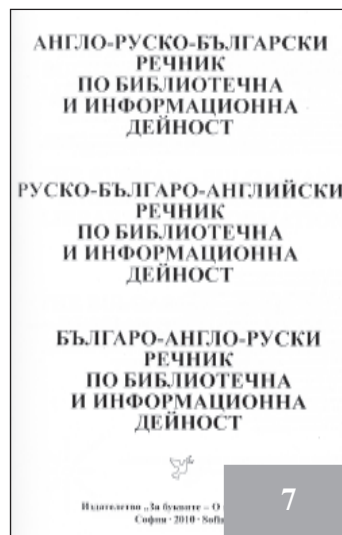 АНГЛО-РУСКО-БЪЛГАРСКИ
РЕЧНИК
ПО БИБЛИОТЕЧНА
И ИНФОРМАЦИОННА
ДЕЙНОСТ
РУСКО-БЪЛГАРО-АНГЛИЙСКИ
РЕЧНИК
ПО БИБЛИОТЕЧНА
И ИНФОРМАЦИОННА
ДЕЙНОСТ
БЪЛГАРО-АНГЛО-РУСКИ
РЕЧНИК
ПО БИБЛИОТЕЧНА
И ИНФОРМАЦИОННА
ДЕЙНОСТ
Издателство „За буквите – О
София · 2010 · Sofi
7